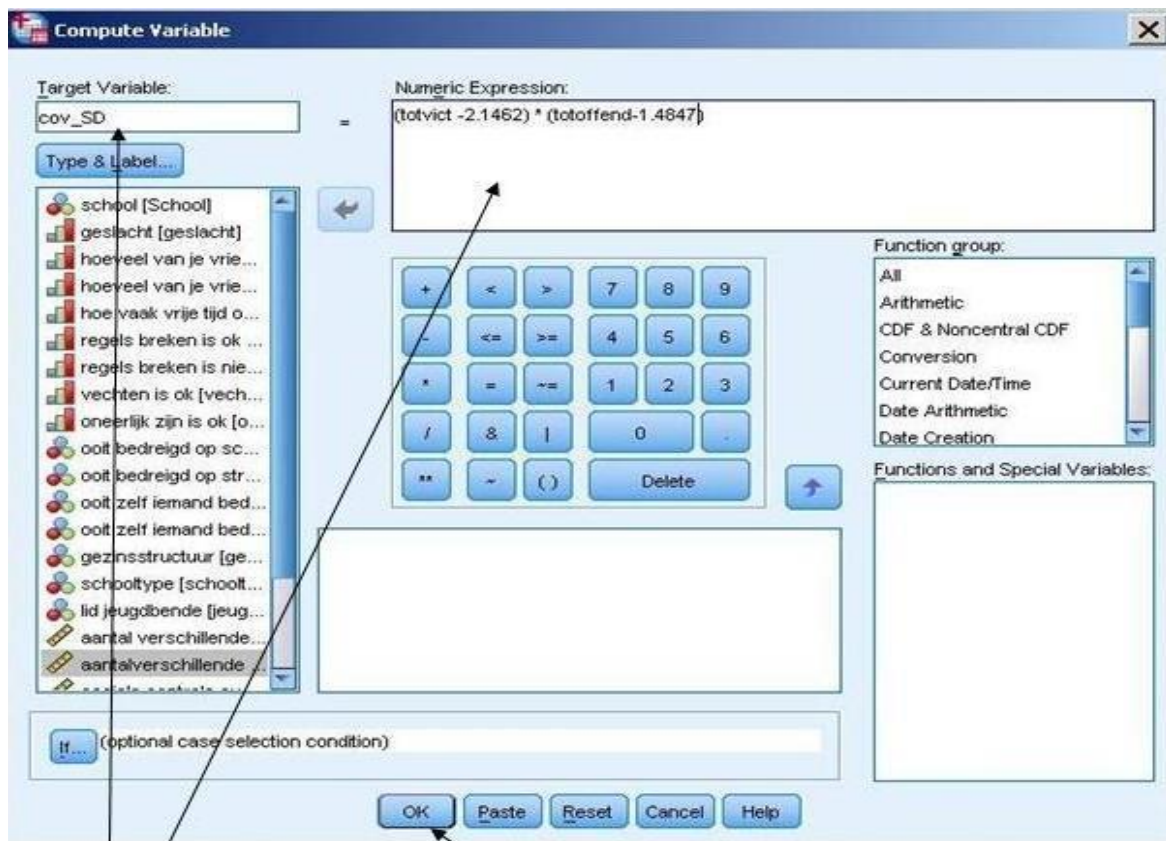 Compute Variable
Target Variable:
cov_SD
=
Numeric Expression:
(totvict -2.1462) * (totoffend-1.4847)
Type & Label...
school [School]
geslacht [geslacht]
hoeveel van je vrie...
hoeveel van je vrie...
hoe vaak vrije tijd o...
regels breken is ok ...
regels breken is nie...
vechten is ok [vech...
oneerlijk zijn is ok [o...
ooit bedreigd op sc...
ooit bedreigd op str...
ooit zelf iemand bed...
ooit zelf iemand bed...
gezinsstructuur [ge...
schooltype [schoolt...
lid jeugdbende [jeug...
aantal verschillende...
aantalverschillende ...
+ < > 7 8 9
- <= >= 4 5 6
* = ~= 1 2 3
/ & | 0 .
** ~ ( ) Delete
Function group:
All
Arithmetic
CDF & Noncentral CDF
Conversion
Current Date/Time
Date Arithmetic
Date Creation
Functions and Special Variables:
If... (optional case selection condition)
OK Paste Reset Cancel Help